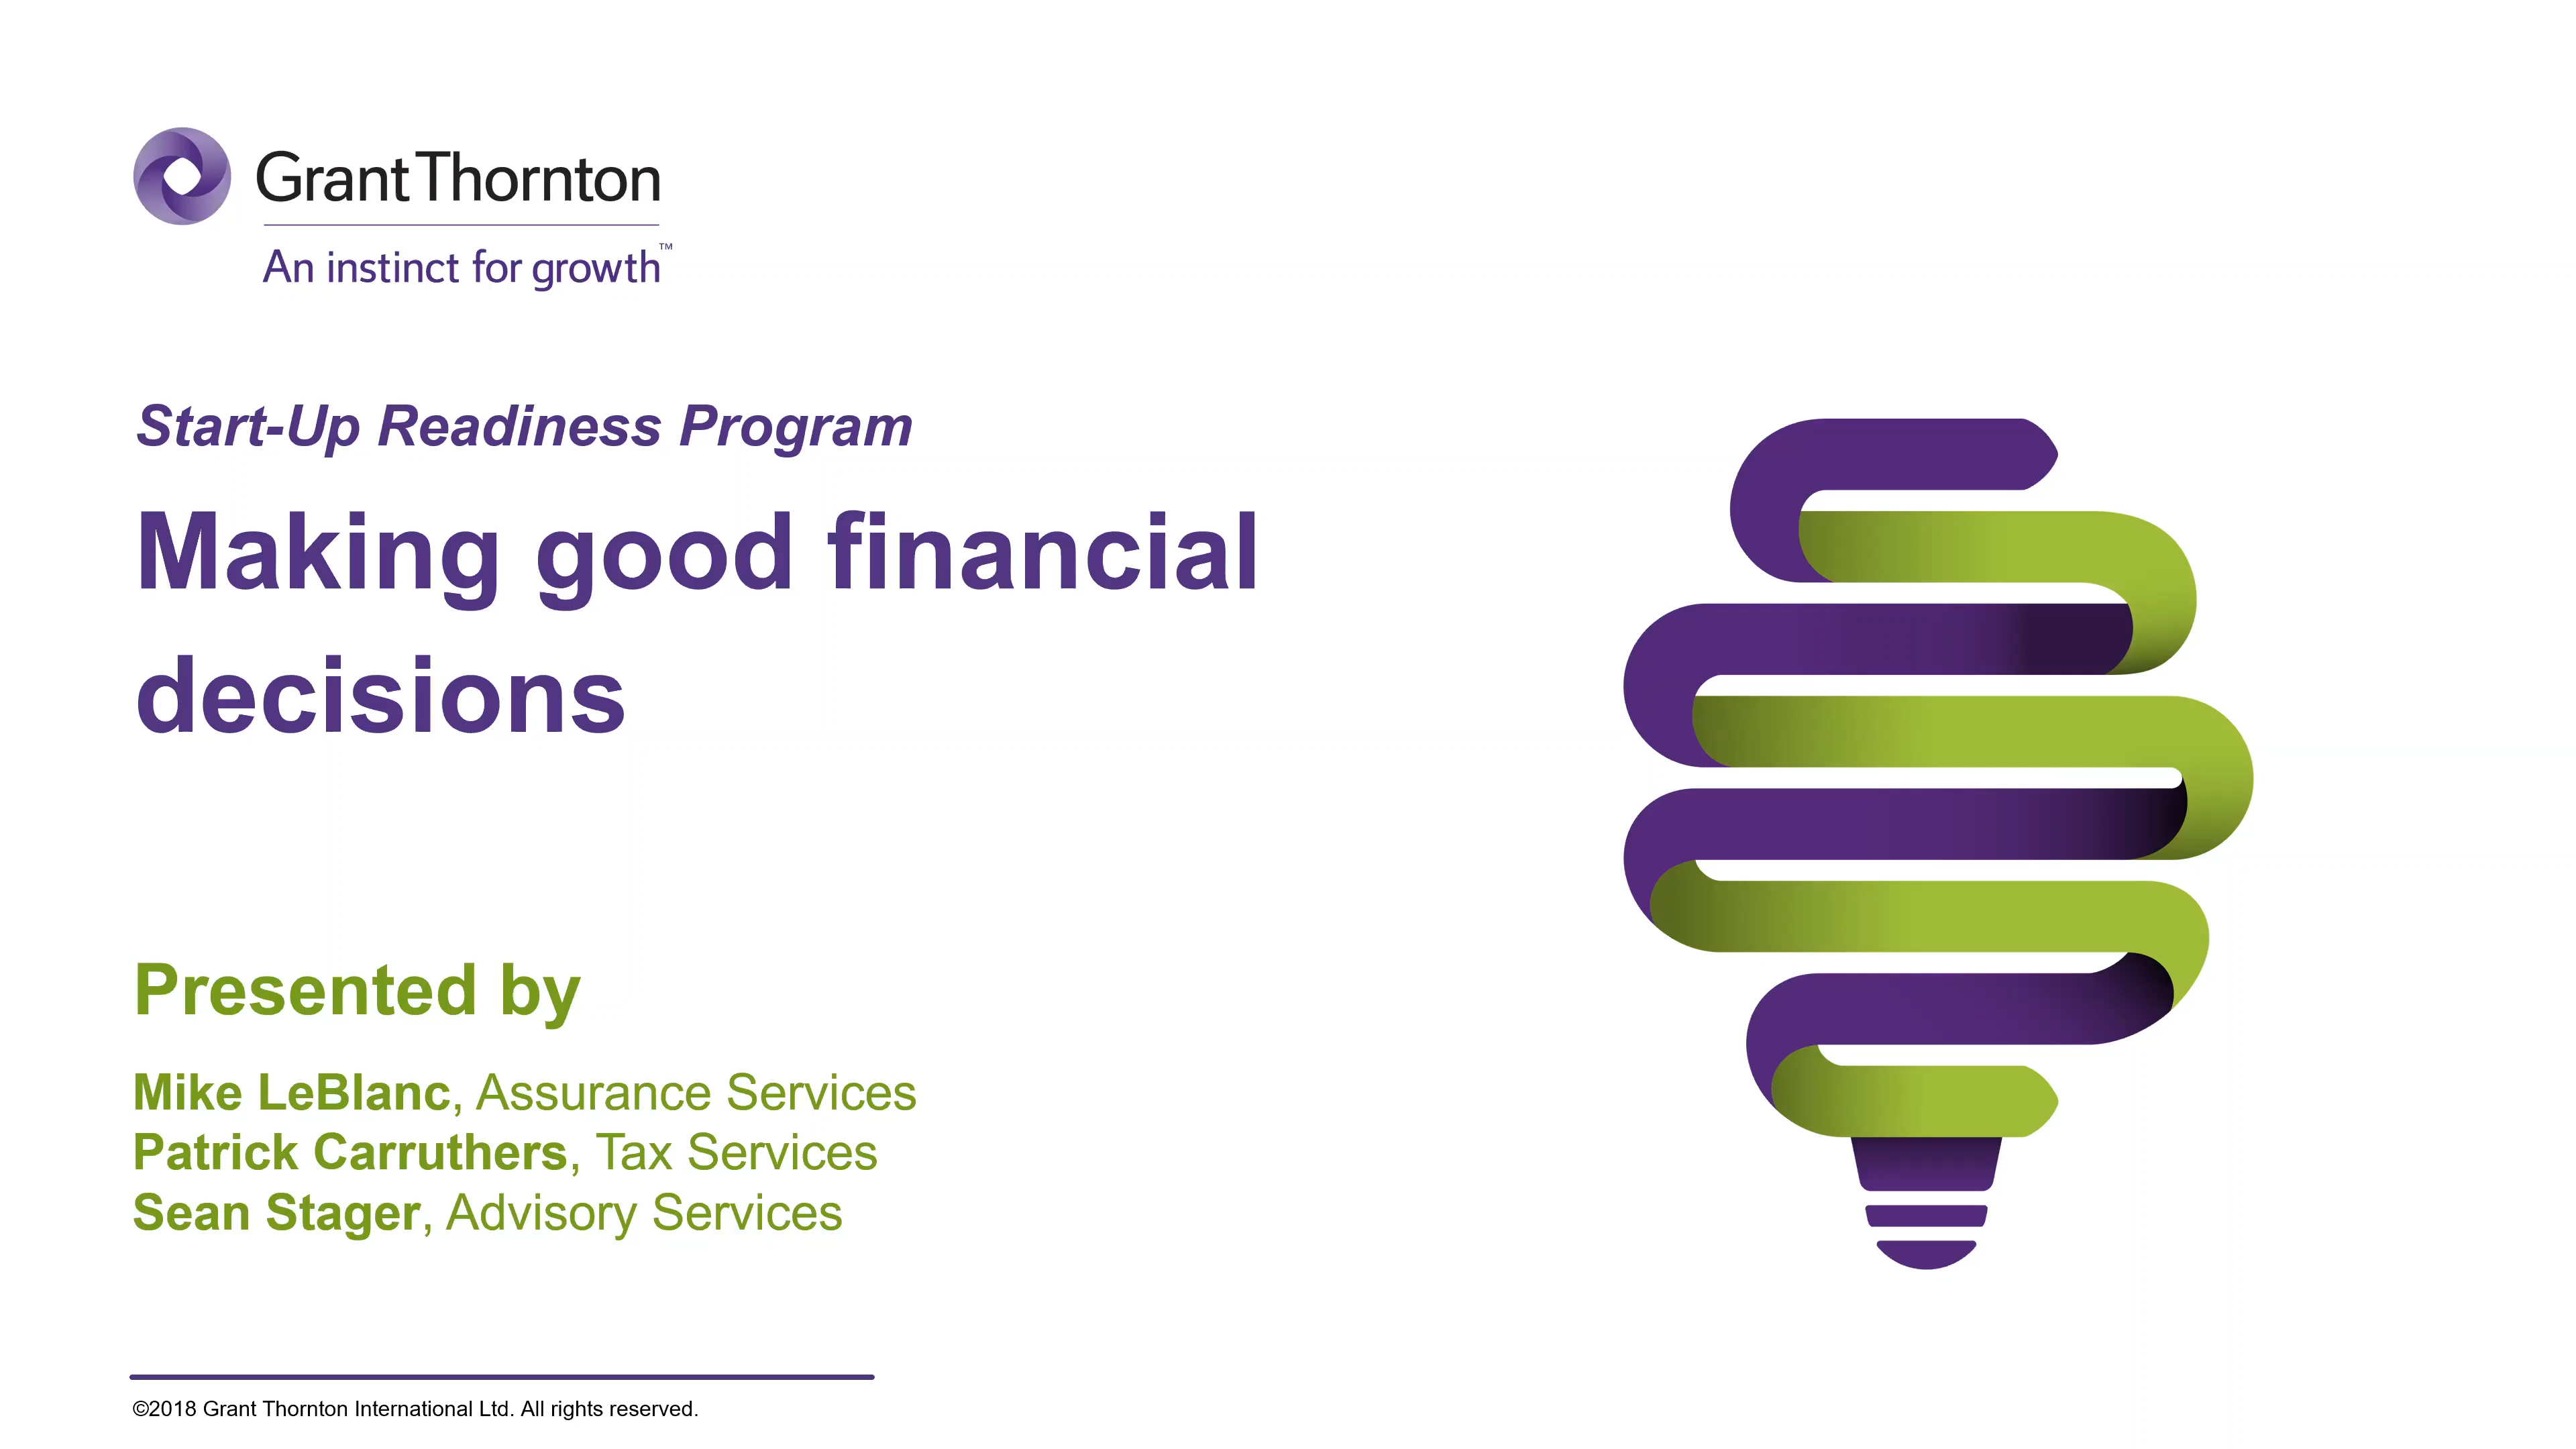 Grant Thornton
An instinct for growth™
Start-Up Readiness Program
Making good financial
decisions
Presented by
Mike LeBlanc, Assurance Services
Patrick Carruthers, Tax Services
Sean Stager, Advisory Services
©2018 Grant Thornton International Ltd. All rights reserved.